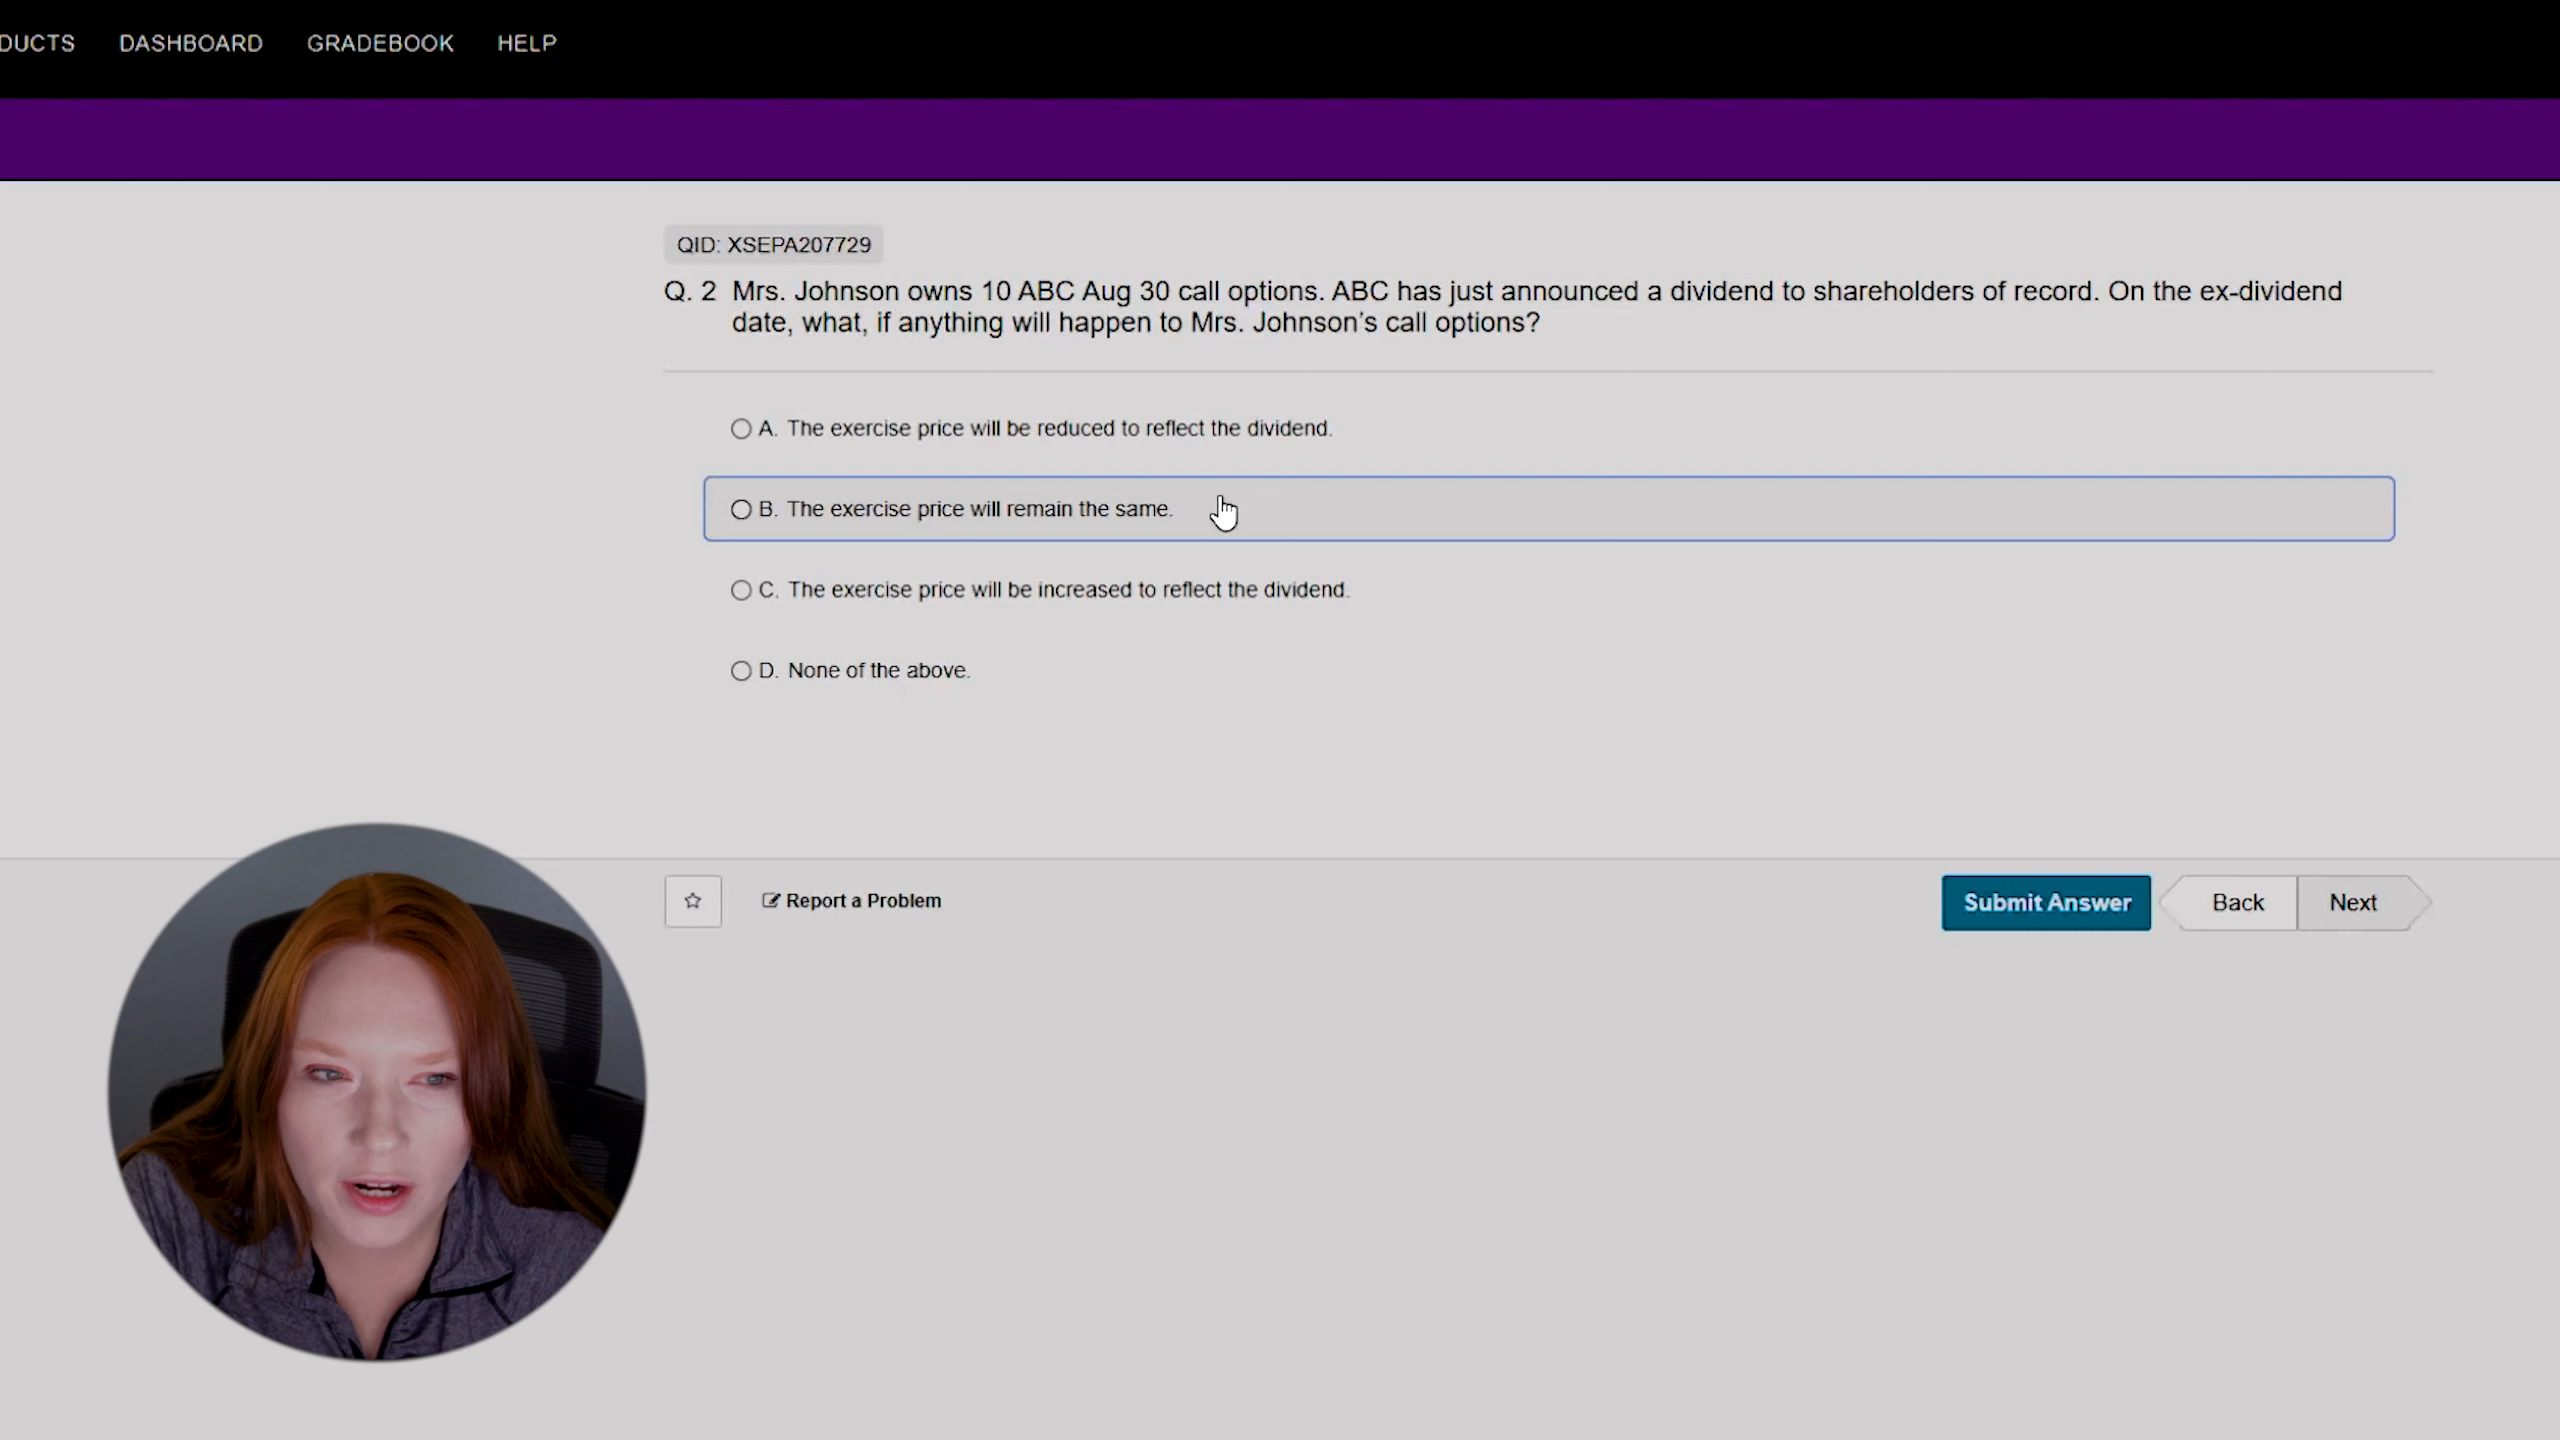 DUCTS DASHBOARD GRADEBOOK HELP
QID: XSEPA207729
Q. 2 Mrs. Johnson owns 10 ABC Aug 30 call options. ABC has just announced a dividend to shareholders of record. On the ex-dividend
date, what, if anything will happen to Mrs. Johnson's call options?
A. The exercise price will be reduced to reflect the dividend.
B. The exercise price will remain the same.
C. The exercise price will be increased to reflect the dividend.
D. None of the above.
Report a Problem
Submit Answer
Back
Next